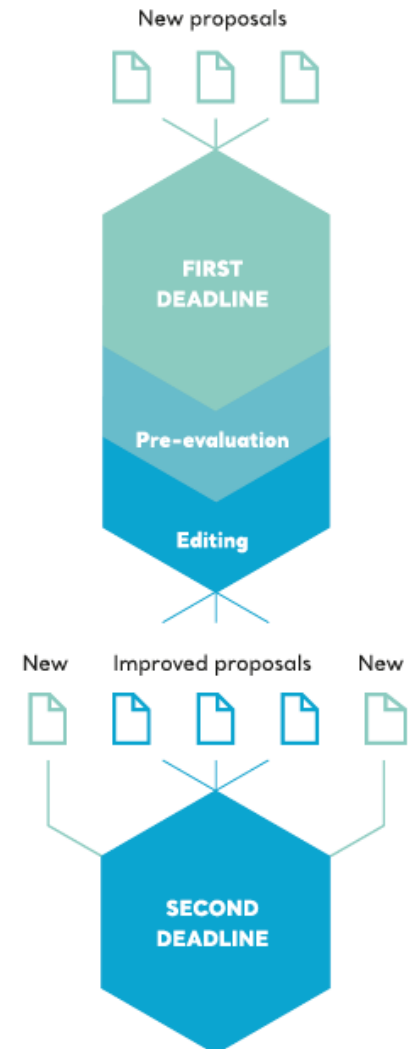 New proposals
FIRST
DEADLINE
Pre-evaluation
Editing
New Improved proposals New
SECOND
DEADLINE